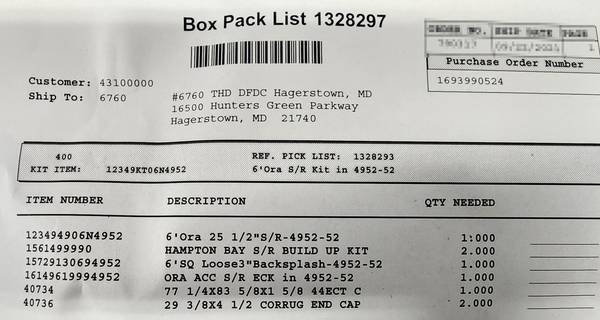 Box Pack List 1328297
ORDER NO. SHIP DATE PAGE
1
Purchase Order Number
1693990524
Customer: 43100000
Ship To: 6760
#6760 THD DFDC Hagerstown, MD
16500 Hunters Green Parkway
Hagerstown, MD 21740
400 REF. PICK LIST: 1328293
KIT ITEM: 12349KT06N4952 6'Ora S/R Kit in 4952-52
ITEM NUMBER DESCRIPTION QTY NEEDED
123494906N4952 6'Ora 25 1/2"S/R-4952-52 1.000
1561499990 HAMPTON BAY S/R BUILD UP KIT 2.000
15729130694952 6'SQ Loose3"Backsplash-4952-52 1.000
16149619994952 ORA ACC S/R ECK in 4952-52 1.000
40734 77 1/4X83 5/8X1 5/8 44ECT C 1.000
40736 29 3/8X4 1/2 CORRUG END CAP 2.000